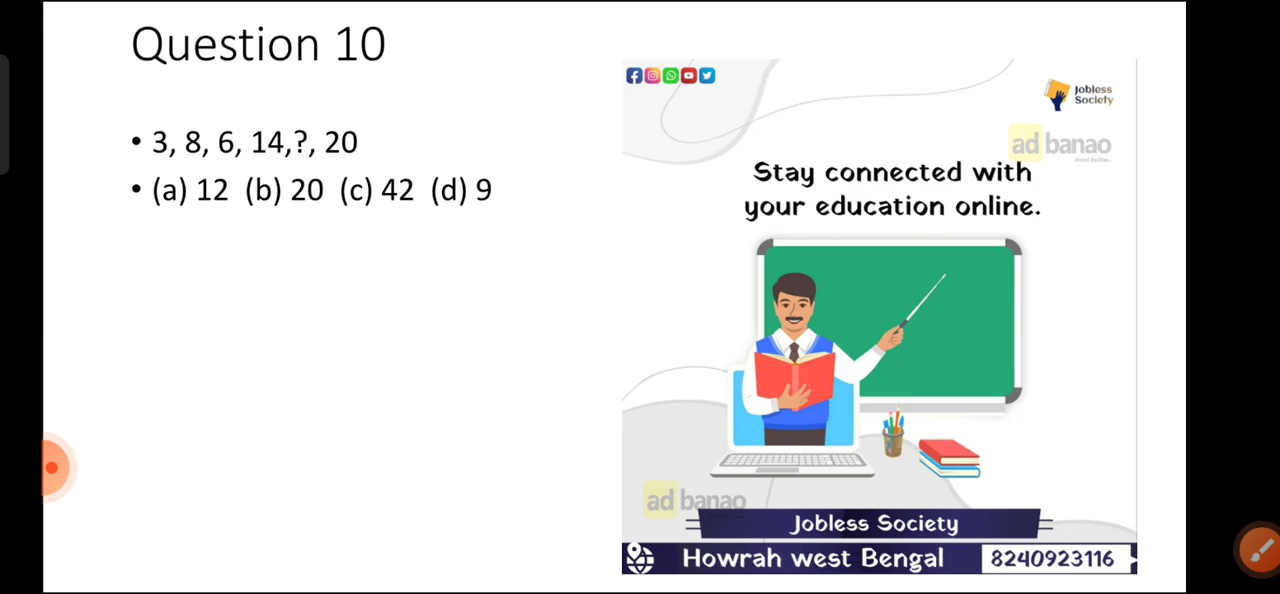 Question 10
• 3, 8, 6, 14,?, 20
• (a) 12 (b) 20 (c) 42 (d) 9
Jobless
Society
ad banao
Stay connected with
your education online.
ad banao
Jobless Society
Howrah west Bengal 8240923116